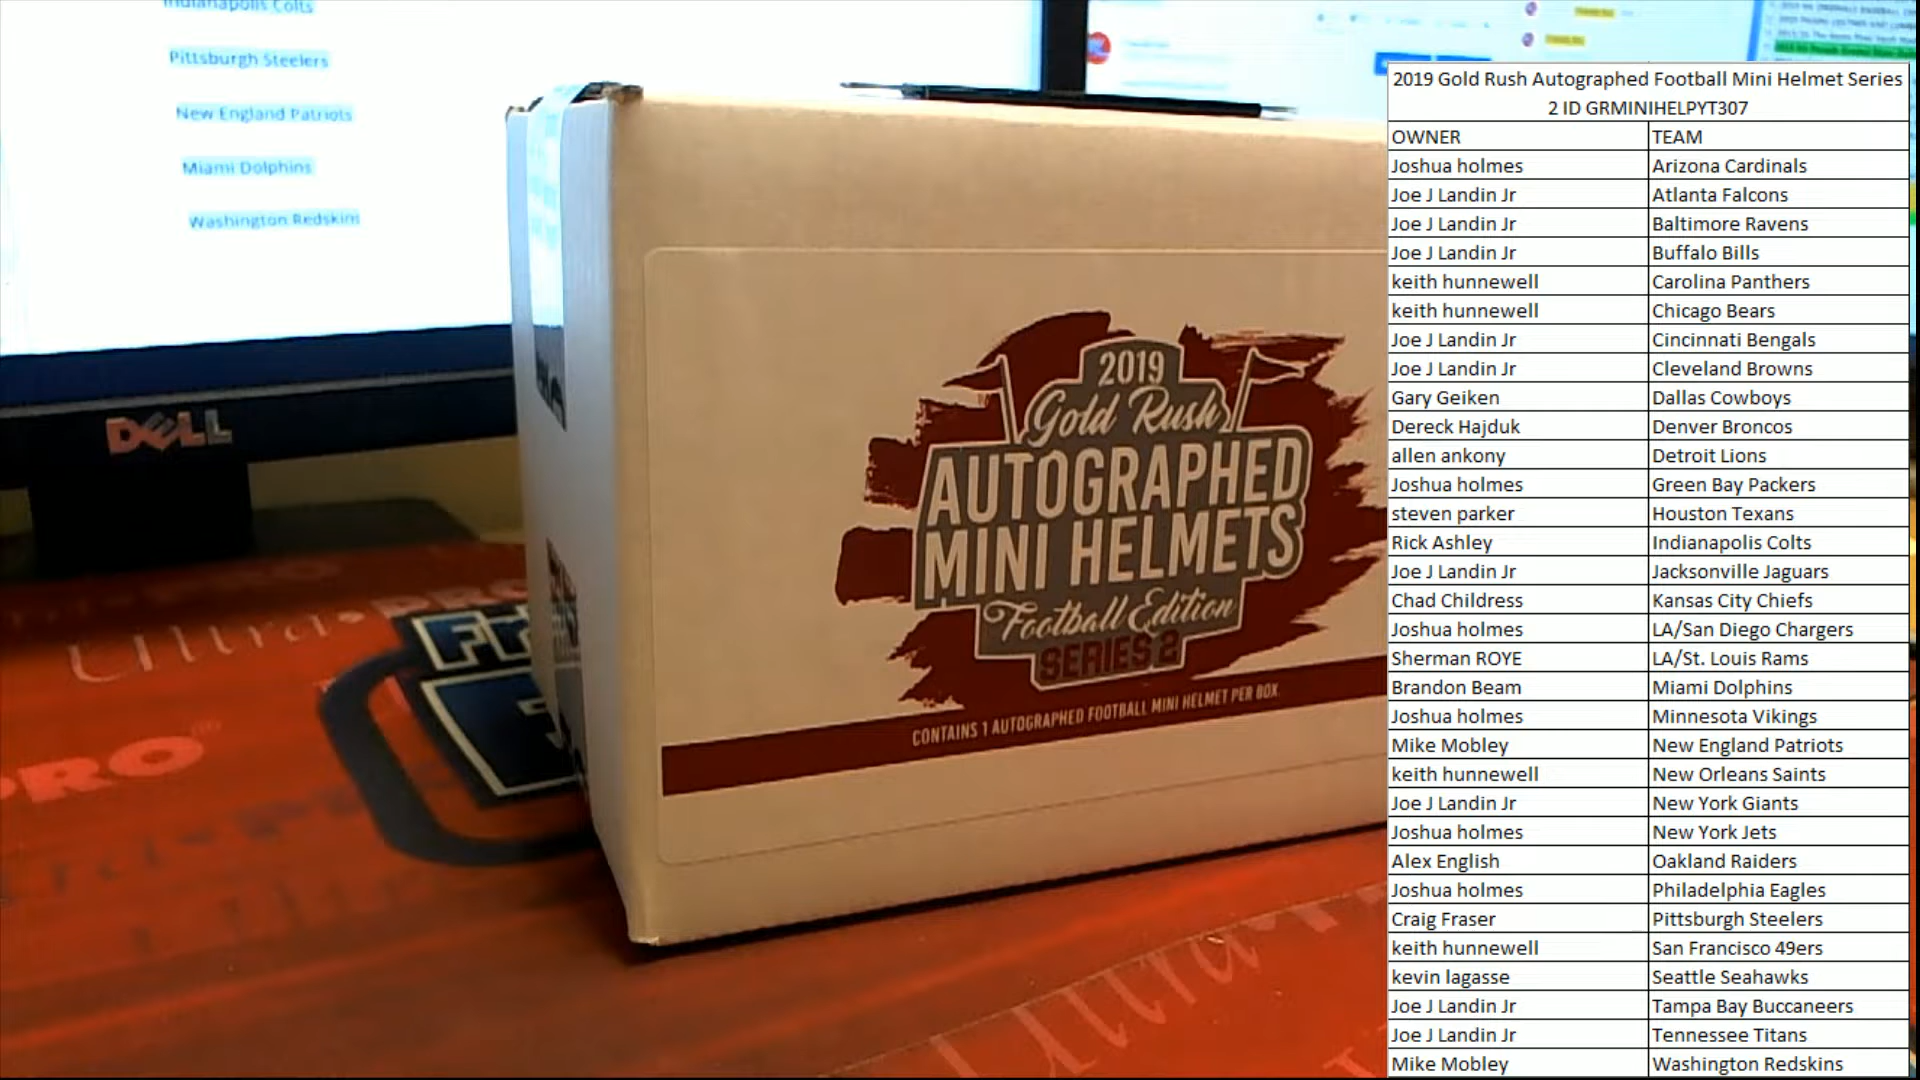 Indianapolis Colts
Pittsburgh Steelers
New England Patriots
Miami Dolphins
Washington Redskins
DELL
Ultra PRO
PRO
2019
Gold Rush
AUTOGRAPHED
MINI HELMETS
Football Edition
SERIES 2
CONTAINS 1 AUTOGRAPHED FOOTBALL MINI HELMET PER BOX
2019 Gold Rush Autographed Football Mini Helmet Series
2 ID GRMINIHELPYT307
OWNER TEAM
Joshua holmes Arizona Cardinals
Joe J Landin Jr Atlanta Falcons
Joe J Landin Jr Baltimore Ravens
Joe J Landin Jr Buffalo Bills
keith hunnewell Carolina Panthers
keith hunnewell Chicago Bears
Joe J Landin Jr Cincinnati Bengals
Joe J Landin Jr Cleveland Browns
Gary Geiken Dallas Cowboys
Dereck Hajduk Denver Broncos
allen ankony Detroit Lions
Joshua holmes Green Bay Packers
steven parker Houston Texans
Rick Ashley Indianapolis Colts
Joe J Landin Jr Jacksonville Jaguars
Chad Childress Kansas City Chiefs
Joshua holmes LA/San Diego Chargers
Sherman ROYE LA/St. Louis Rams
Brandon Beam Miami Dolphins
Joshua holmes Minnesota Vikings
Mike Mobley New England Patriots
keith hunnewell New Orleans Saints
Joe J Landin Jr New York Giants
Joshua holmes New York Jets
Alex English Oakland Raiders
Joshua holmes Philadelphia Eagles
Craig Fraser Pittsburgh Steelers
keith hunnewell San Francisco 49ers
kevin lagasse Seattle Seahawks
Joe J Landin Jr Tampa Bay Buccaneers
Joe J Landin Jr Tennessee Titans
Mike Mobley Washington Redskins